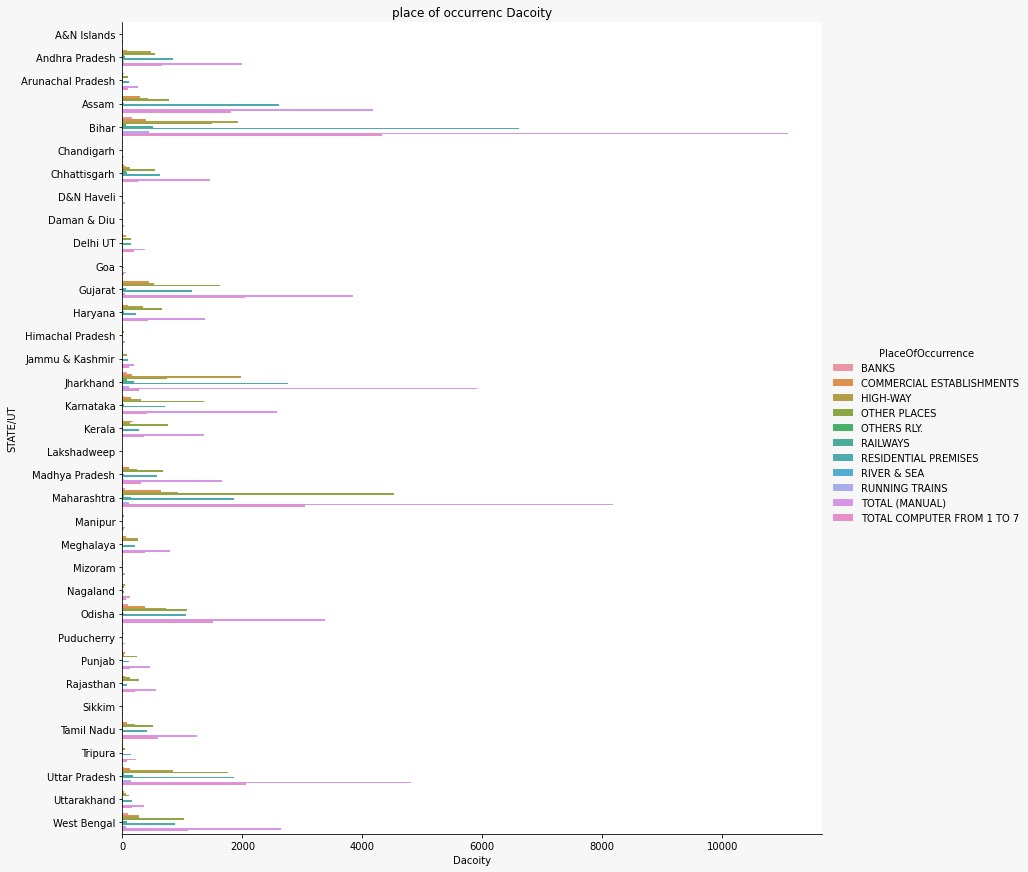 place of occurrenc Dacoity
STATE/UT
A&N Islands
Andhra Pradesh
Arunachal Pradesh
Assam
Bihar
Chandigarh
Chhattisgarh
D&N Haveli
Daman & Diu
Delhi UT
Goa
Gujarat
Haryana
Himachal Pradesh
Jammu & Kashmir
Jharkhand
Karnataka
Kerala
Lakshadweep
Madhya Pradesh
Maharashtra
Manipur
Meghalaya
Mizoram
Nagaland
Odisha
Puducherry
Punjab
Rajasthan
Sikkim
Tamil Nadu
Tripura
Uttar Pradesh
Uttarakhand
West Bengal
0 2000 4000 6000 8000 10000
Dacoity
PlaceOfOccurrence
BANKS
COMMERCIAL ESTABLISHMENTS
HIGH-WAY
OTHER PLACES
OTHERS RLY.
RAILWAYS
RESIDENTIAL PREMISES
RIVER & SEA
RUNNING TRAINS
TOTAL (MANUAL)
TOTAL COMPUTER FROM 1 TO 7